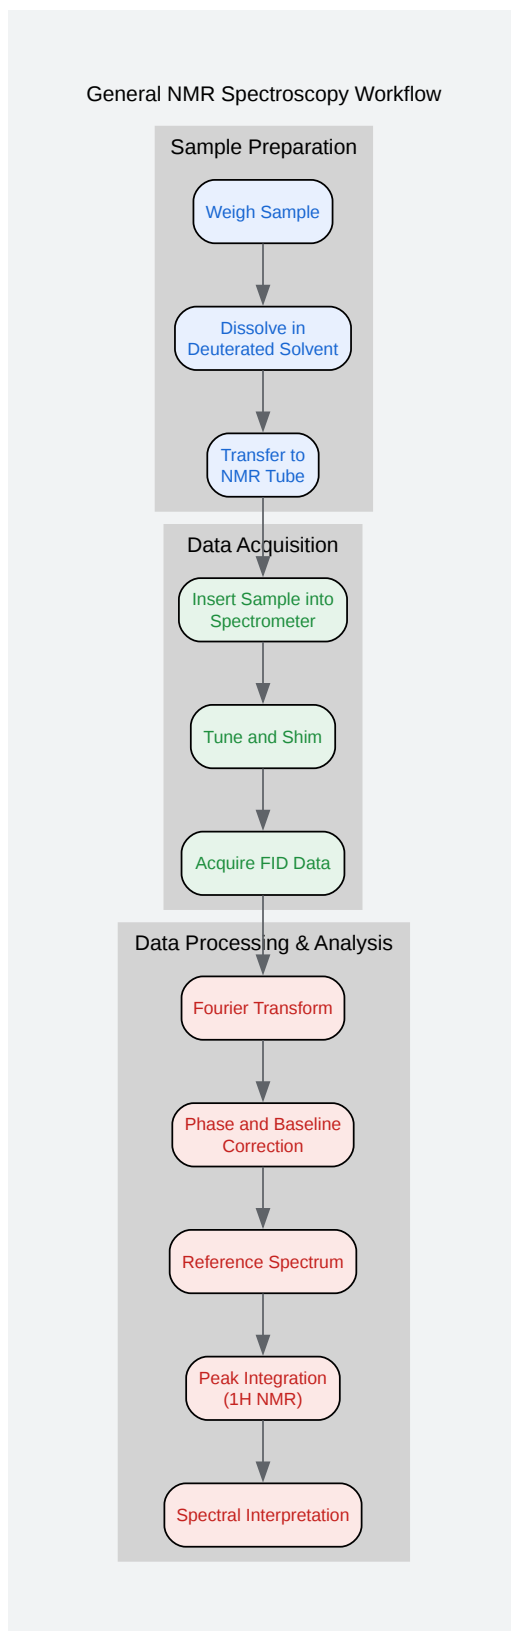 General NMR Spectroscopy Workflow
Sample Preparation
Weigh Sample
Dissolve in
Deuterated Solvent
Transfer to
NMR Tube
Data Acquisition
Insert Sample into
Spectrometer
Tune and Shim
Acquire FID Data
Data Processing & Analysis
Fourier Transform
Phase and Baseline
Correction
Reference Spectrum
Peak Integration
(1H NMR)
Spectral Interpretation